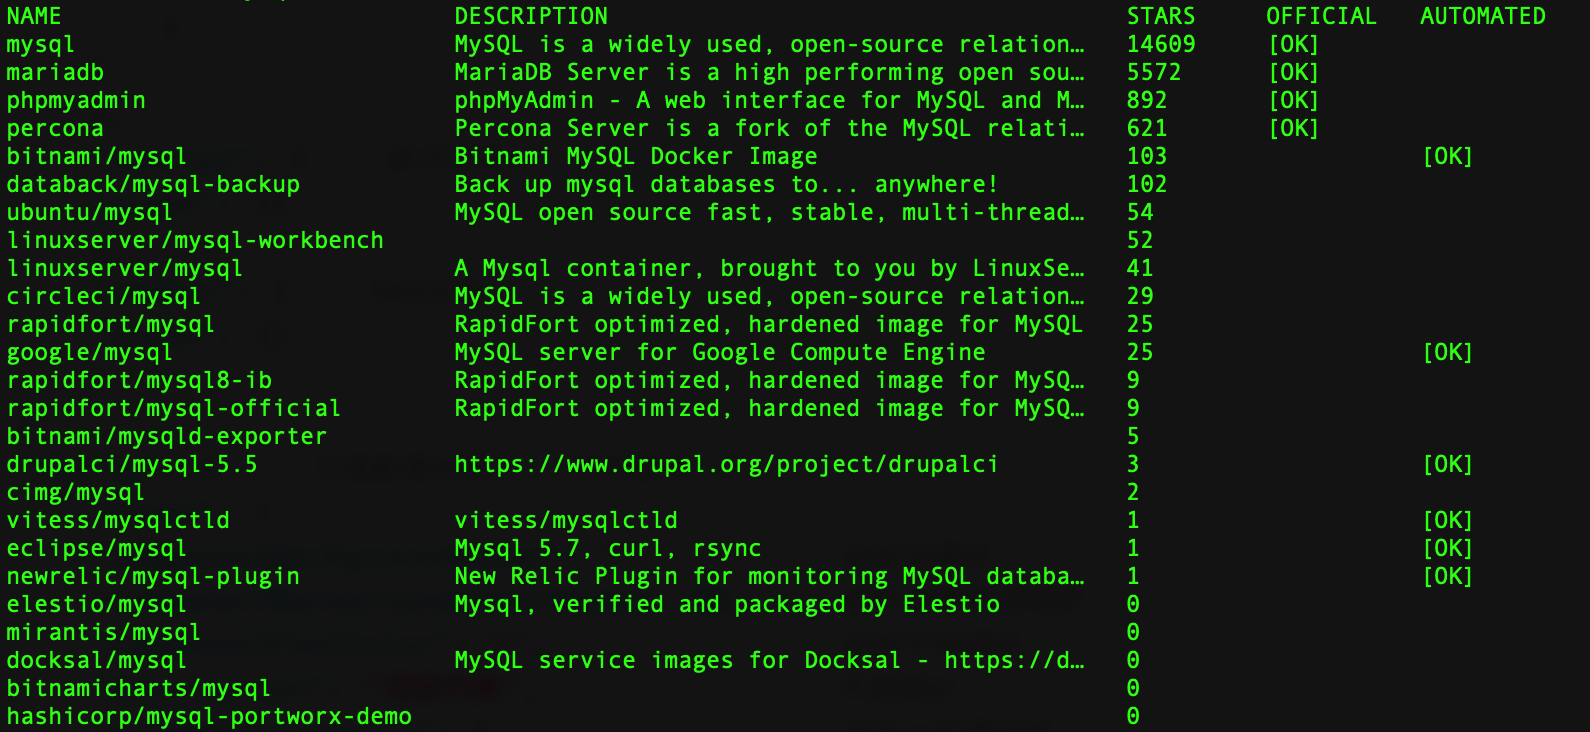 NAME DESCRIPTION STARS OFFICIAL AUTOMATED
mysql MySQL is a widely used, open-source relation… 14609 [OK]
mariadb MariaDB Server is a high performing open sou… 5572 [OK]
phpmyadmin phpMyAdmin - A web interface for MySQL and M… 892 [OK]
percona Percona Server is a fork of the MySQL relati… 621 [OK]
bitnami/mysql Bitnami MySQL Docker Image 103 [OK]
databack/mysql-backup Back up mysql databases to... anywhere! 102
ubuntu/mysql MySQL open source fast, stable, multi-thread… 54
linuxserver/mysql-workbench 52
linuxserver/mysql A Mysql container, brought to you by LinuxSe… 41
circleci/mysql MySQL is a widely used, open-source relation… 29
rapidfort/mysql RapidFort optimized, hardened image for MySQL 25
google/mysql MySQL server for Google Compute Engine 25 [OK]
rapidfort/mysql8-ib RapidFort optimized, hardened image for MySQ… 9
rapidfort/mysql-official RapidFort optimized, hardened image for MySQ… 9
bitnami/mysqld-exporter 5
drupalci/mysql-5.5 https://www.drupal.org/project/drupalci 3 [OK]
cimg/mysql 2
vitess/mysqlctld vitess/mysqlctld 1 [OK]
eclipse/mysql Mysql 5.7, curl, rsync 1 [OK]
newrelic/mysql-plugin New Relic Plugin for monitoring MySQL databa… 1 [OK]
elestio/mysql Mysql, verified and packaged by Elestio 0
mirantis/mysql 0
docksal/mysql MySQL service images for Docksal - https://d… 0
bitnamicharts/mysql 0
hashicorp/mysql-portworx-demo 0